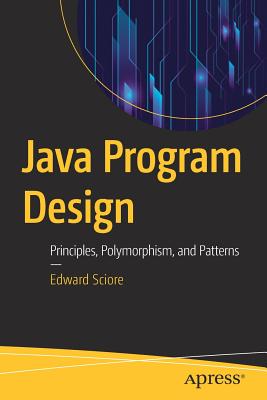 Java Program
Design
Principles, Polymorphism, and Patterns
—
Edward Sciore
Apress®